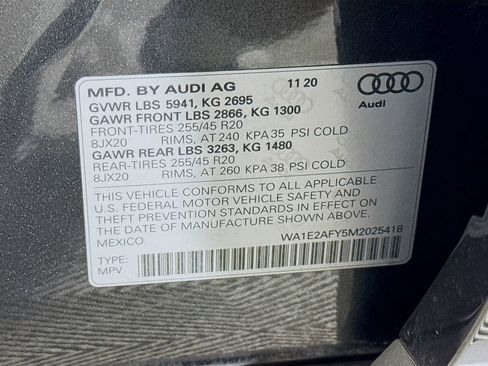 MFD. BY AUDI AG 11 20
GVWR LBS 5941, KG 2695
GAWR FRONT LBS 2866, KG 1300
FRONT-TIRES 255/45 R20
8JX20 RIMS, AT 240 KPA 35 PSI COLD
GAWR REAR LBS 3263, KG 1480
REAR-TIRES 255/45 R20
8JX20 RIMS, AT 260 KPA 38 PSI COLD
Audi
THIS VEHICLE CONFORMS TO ALL APPLICABLE
U.S. FEDERAL MOTOR VEHICLE SAFETY AND
THEFT PREVENTION STANDARDS IN EFFECT ON
THE DATE OF MANUFACTURE SHOWN ABOVE.
MEXICO
WA1E2AFY5M2025418
TYPE:
MPV